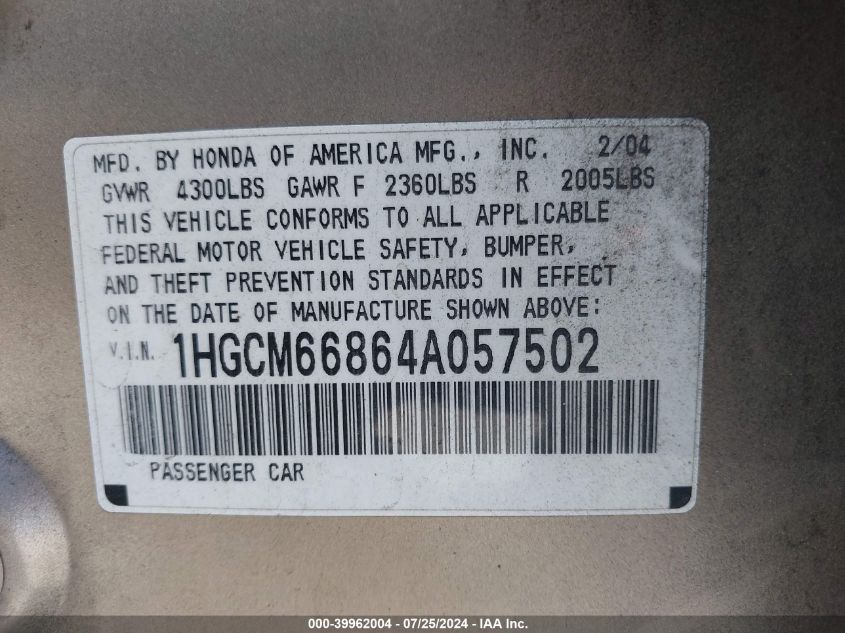 MFD. BY HONDA OF AMERICA MFG., INC. 2/04
GVWR 4300LBS GAWR F 2360LBS R 2005LBS
THIS VEHICLE CONFORMS TO ALL APPLICABLE
FEDERAL MOTOR VEHICLE SAFETY, BUMPER,
AND THEFT PREVENTION STANDARDS IN EFFECT
ON THE DATE OF MANUFACTURE SHOWN ABOVE:
V.I.N. 1HGCM66864A057502
PASSENGER CAR
000-39962004 - 07/25/2024 - IAA Inc.